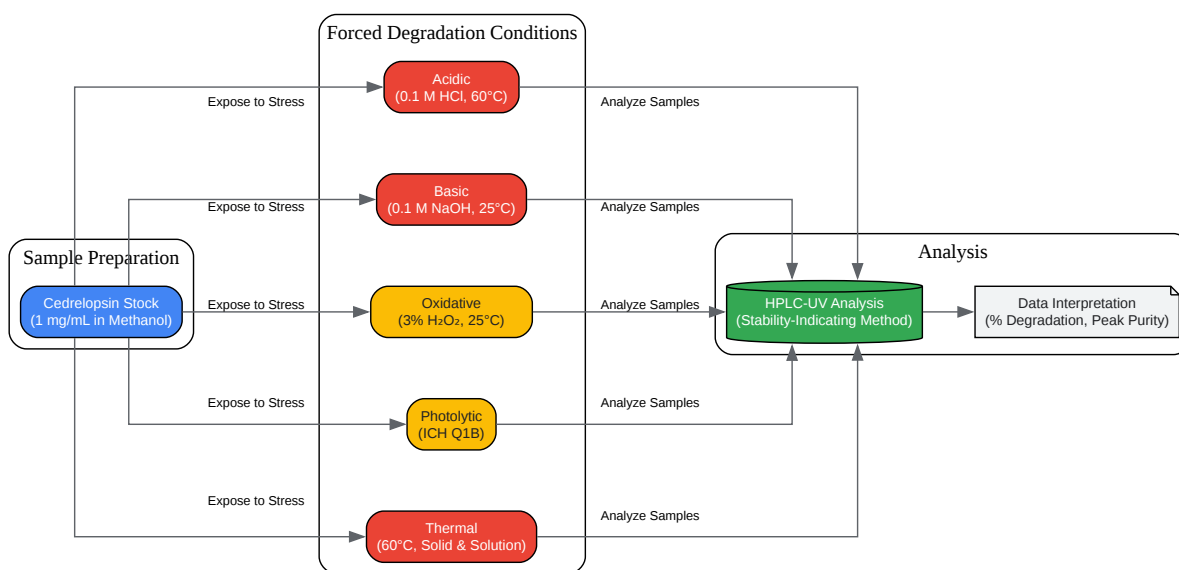 Forced Degradation Conditions
Acidic
(0.1 M HCl, 60°C)
Expose to Stress
Analyze Samples
Basic
(0.1 M NaOH, 25°C)
Expose to Stress
Analyze Samples
Sample Preparation
Cedrelopsin Stock
(1 mg/mL in Methanol)
Expose to Stress
Oxidative
(3% H₂O₂, 25°C)
Analyze Samples
Analysis
HPLC-UV Analysis
(Stability-Indicating Method)
Data Interpretation
(% Degradation, Peak Purity)
Expose to Stress
Photolytic
(ICH Q1B)
Analyze Samples
Expose to Stress
Thermal
(60°C, Solid & Solution)
Analyze Samples